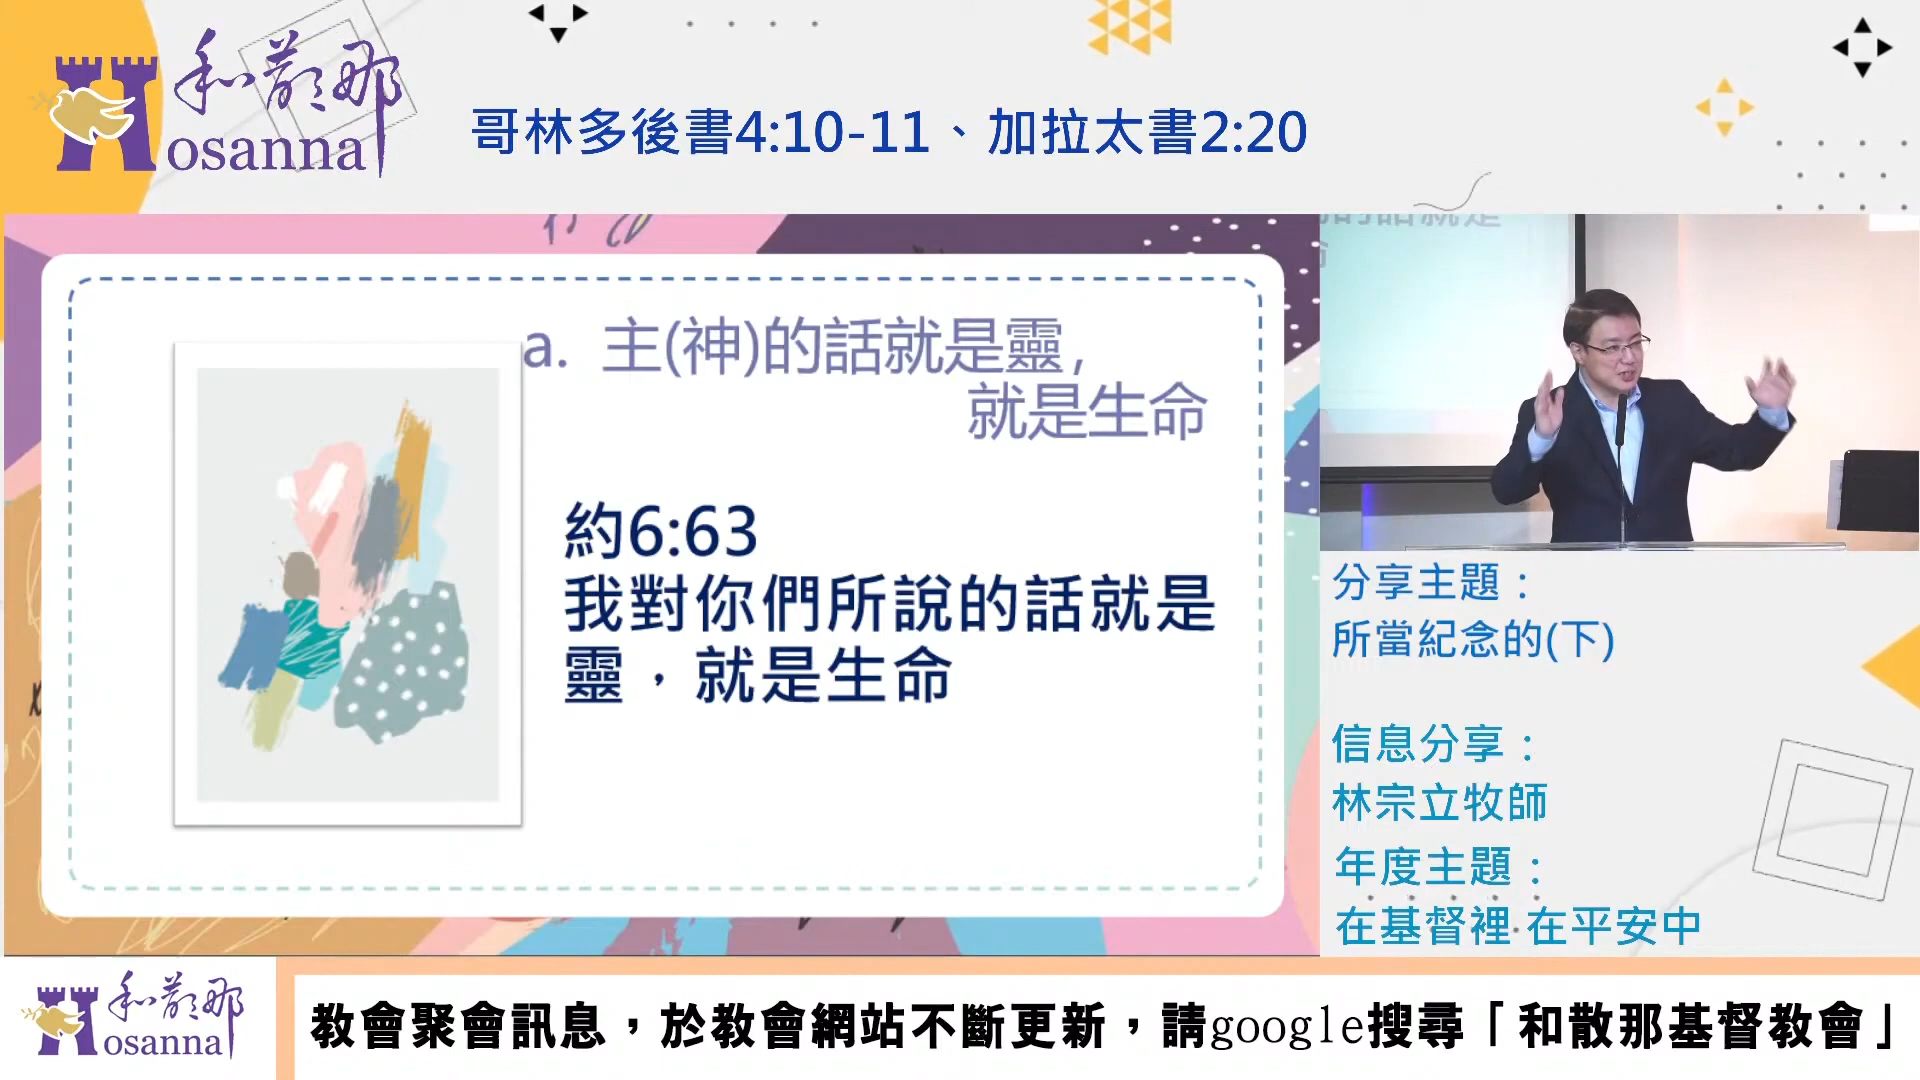 和散那
Hosanna
哥林多後書4:10-11、加拉太書2:20
a. 主(神)的話就是靈,
就是生命
約6:63
我對你們所說的話就是
靈，就是生命
分享主題：
所當紀念的(下)
信息分享：
林宗立牧師
年度主題：
在基督裡 在平安中
和散那
Hosanna
教會聚會訊息，於教會網站不斷更新，請google搜尋「和散那基督教會」